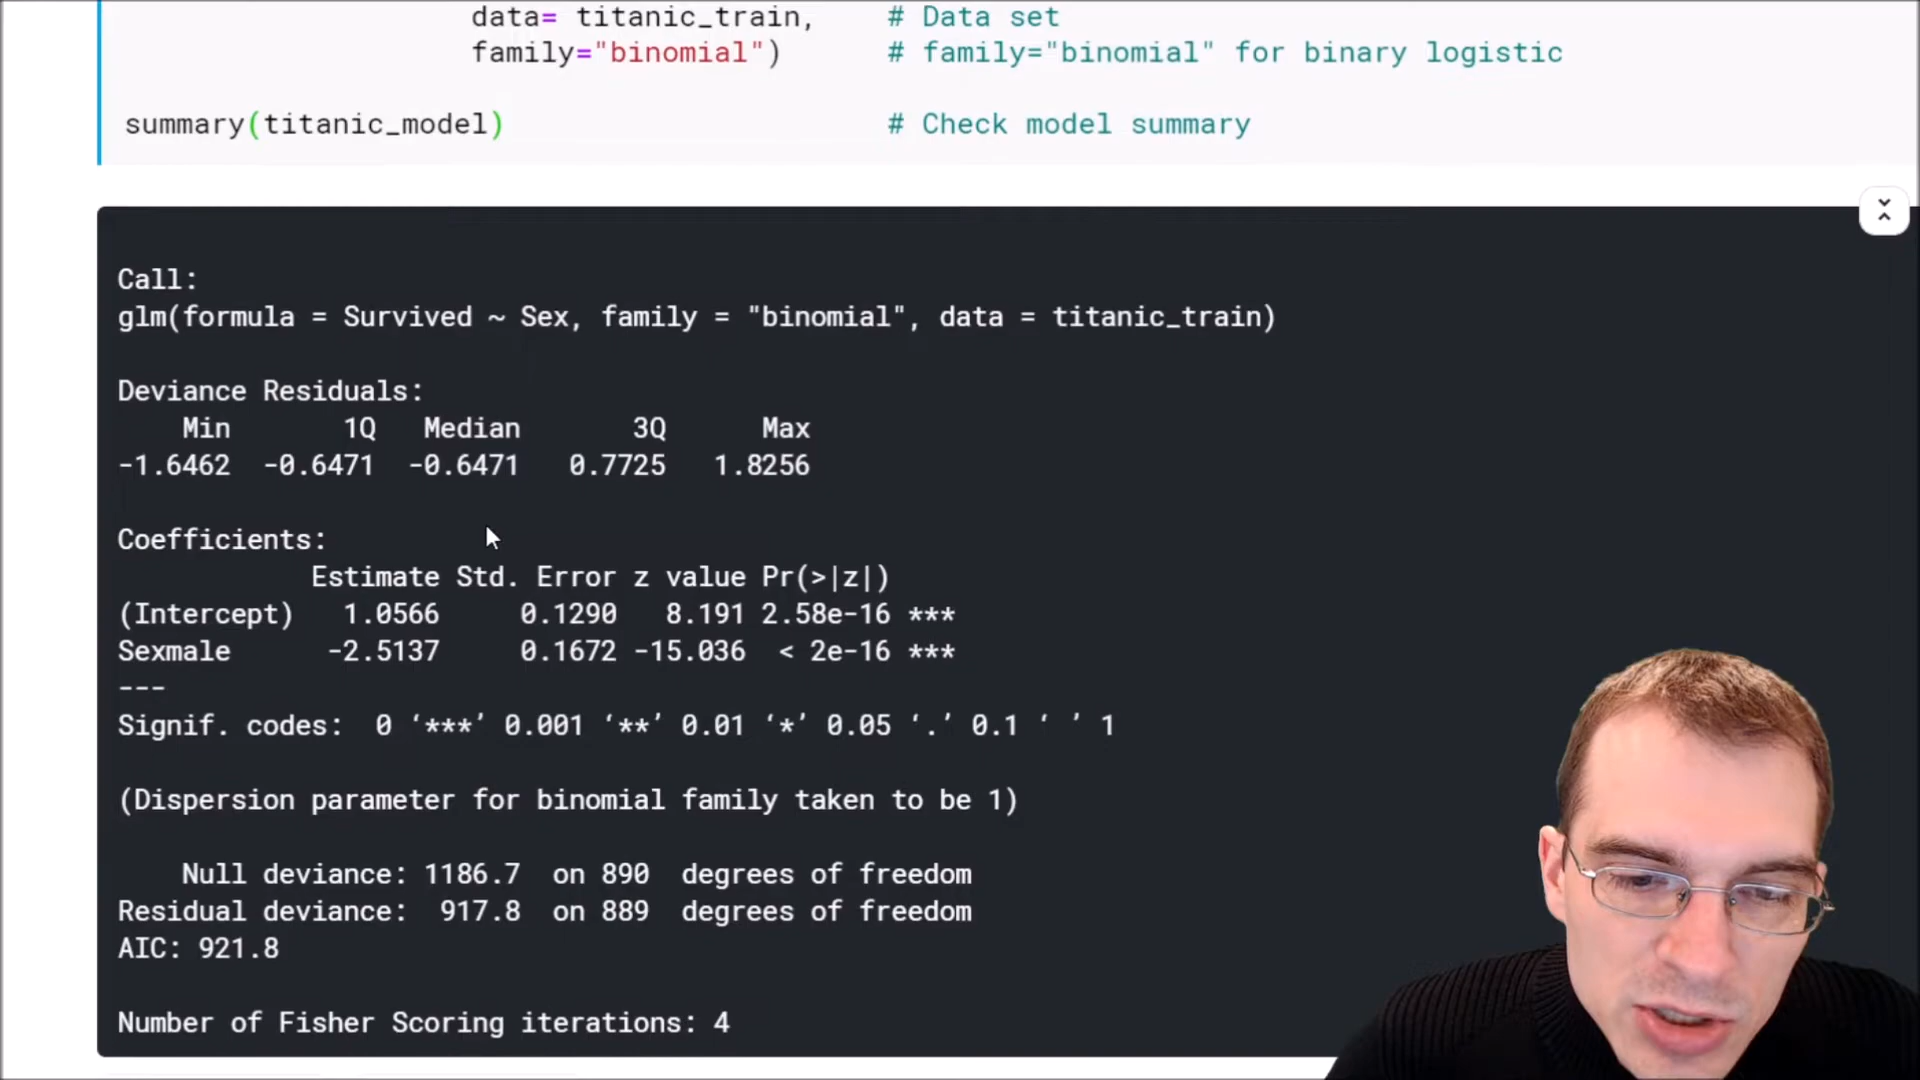 data= titanic_train, # Data set
family="binomial") # family="binomial" for binary logistic
summary(titanic_model) # Check model summary
Call:
glm(formula = Survived ~ Sex, family = "binomial", data = titanic_train)
Deviance Residuals:
Min 1Q Median 3Q Max
-1.6462 -0.6471 -0.6471 0.7725 1.8256
Coefficients:
Estimate Std. Error z value Pr(>|z|)
(Intercept) 1.0566 0.1290 8.191 2.58e-16 ***
Sexmale -2.5137 0.1672 -15.036 < 2e-16 ***
---
Signif. codes: 0 ‘***’ 0.001 ‘**’ 0.01 ‘*’ 0.05 ‘.’ 0.1 ‘ ’ 1
(Dispersion parameter for binomial family taken to be 1)
Null deviance: 1186.7 on 890 degrees of freedom
Residual deviance: 917.8 on 889 degrees of freedom
AIC: 921.8
Number of Fisher Scoring iterations: 4